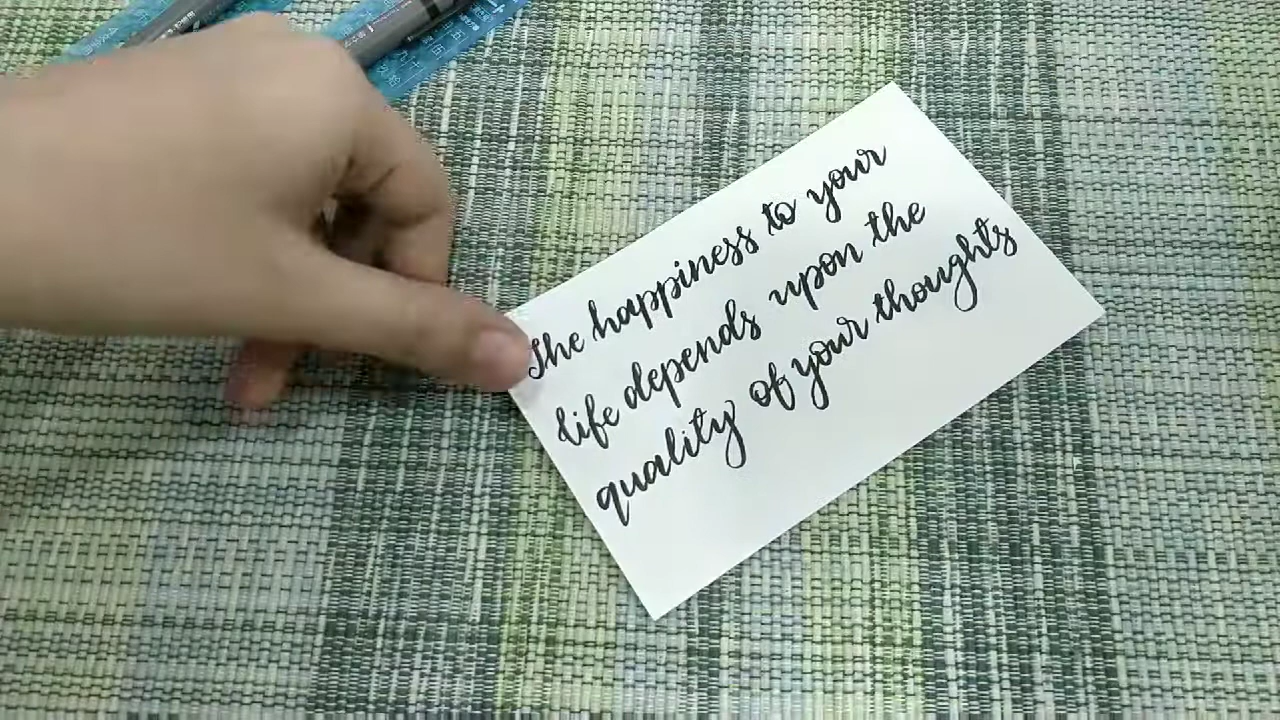 The happiness to your
life depends upon the
quality of your thoughts